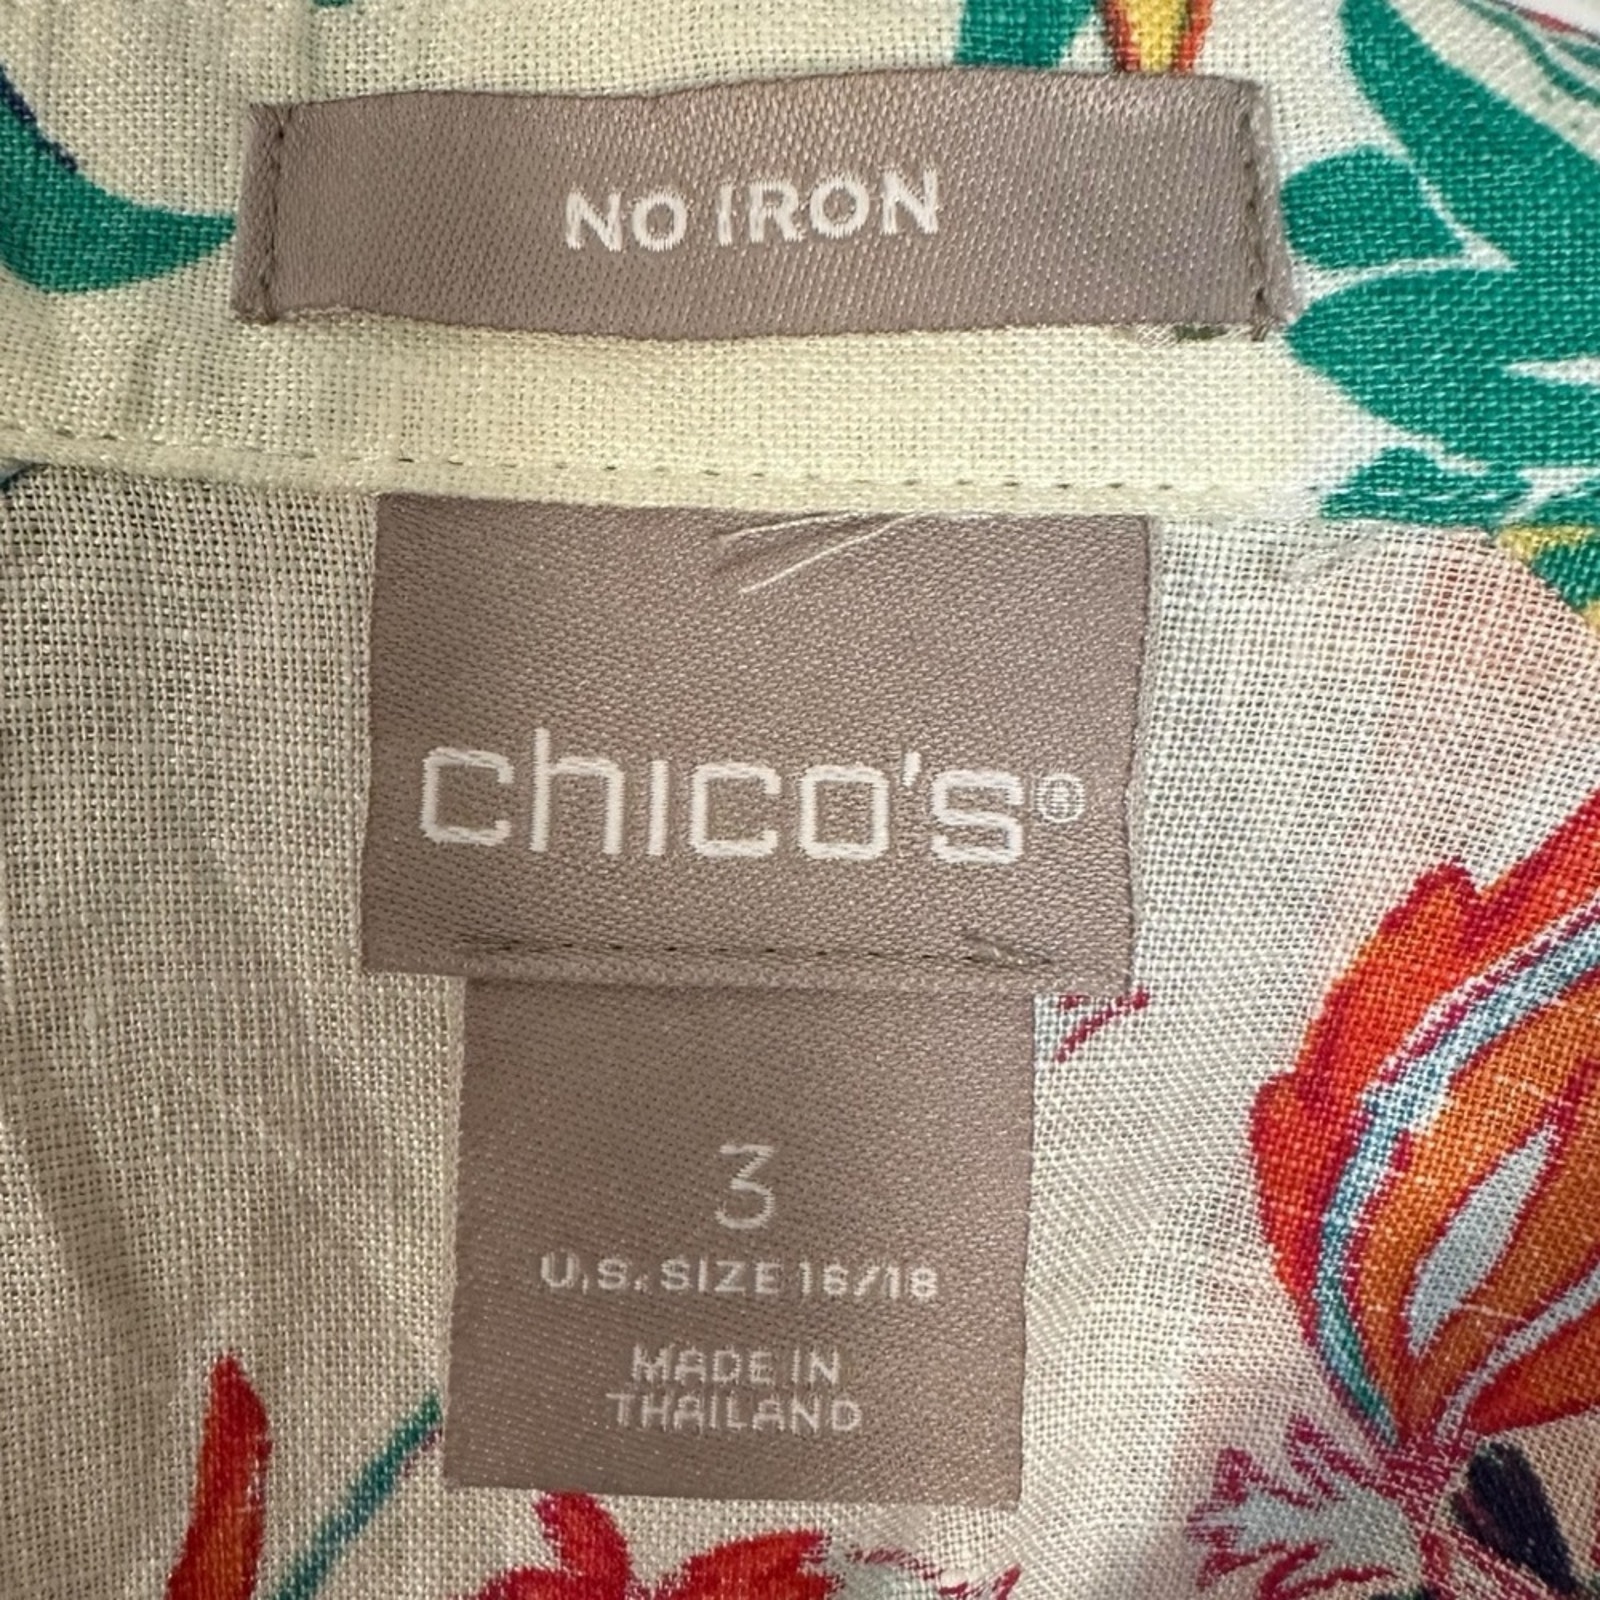 NO IRON
chico's®
3
U.S. SIZE 16/18
MADE IN
THAILAND